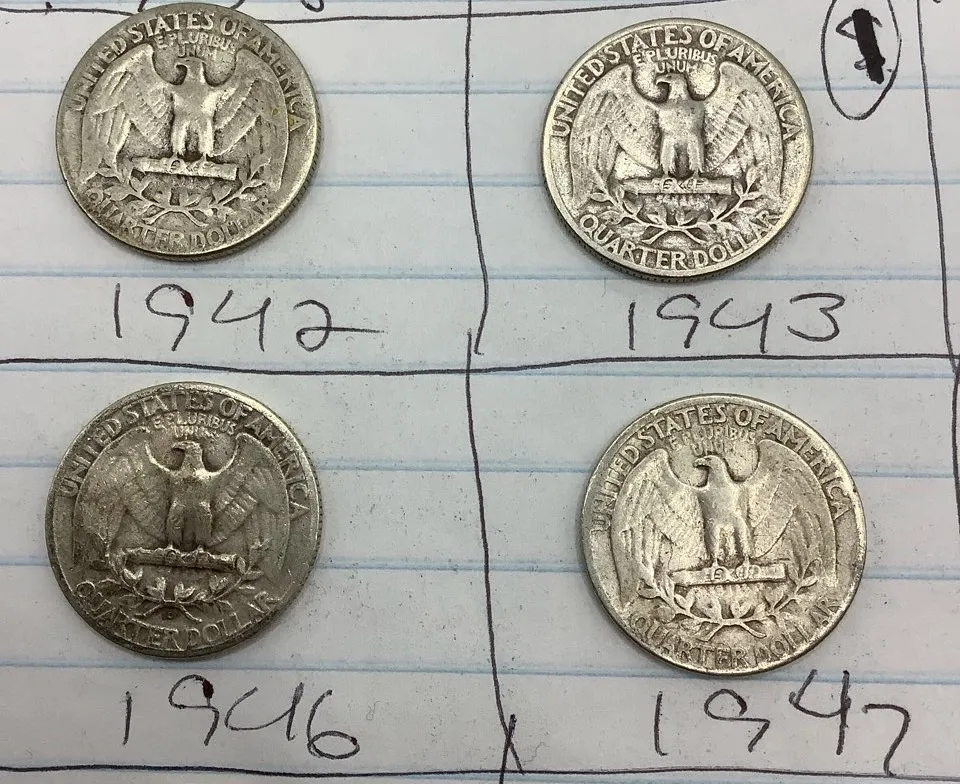 UNITED STATES OF AMERICA
E PLURIBUS
UNUM
QUARTER DOLLAR
1942
UNITED STATES OF AMERICA
E PLURIBUS
UNUM
QUARTER DOLLAR
1943
UNITED STATES OF AMERICA
E PLURIBUS
UNUM
QUARTER DOLLAR
1946
UNITED STATES OF AMERICA
E PLURIBUS
UNUM
QUARTER DOLLAR
1947